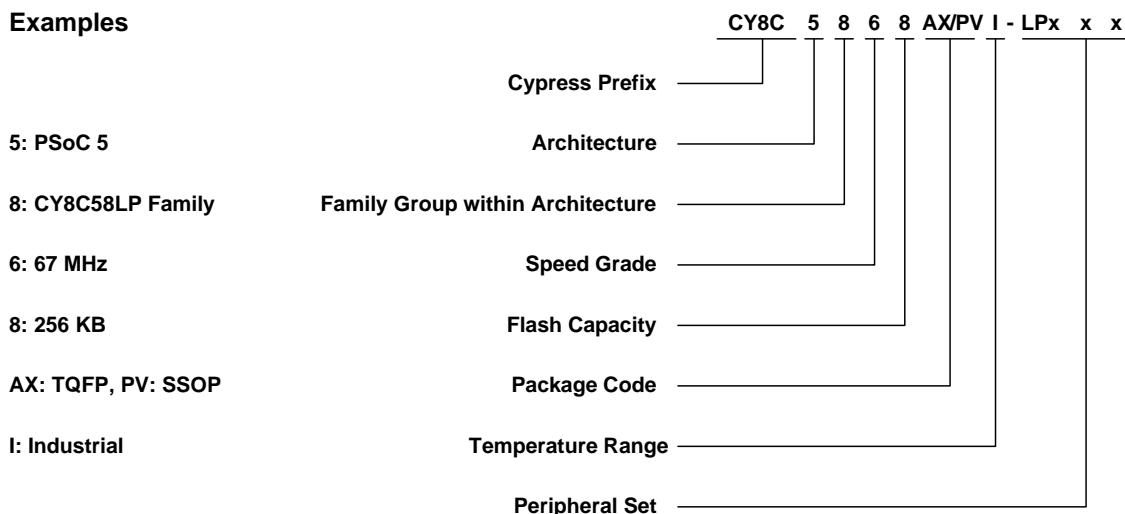 Examples CY8C 5 8 6 8 AX/PV I - LPx x x
Cypress Prefix
5: PSoC 5 Architecture
8: CY8C58LP Family Family Group within Architecture
6: 67 MHz Speed Grade
8: 256 KB Flash Capacity
AX: TQFP, PV: SSOP Package Code
I: Industrial Temperature Range
Peripheral Set